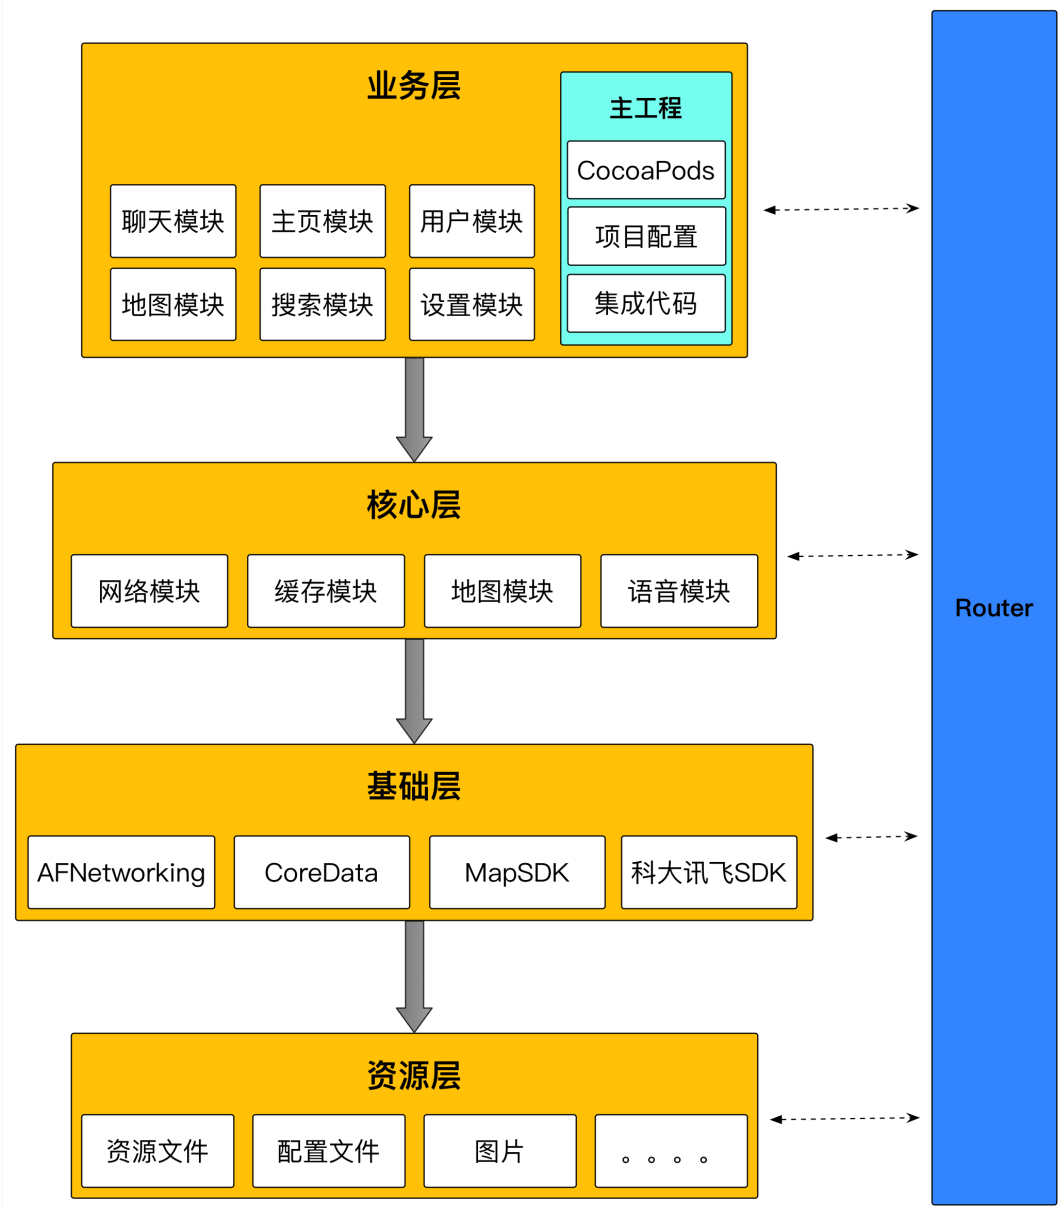 业务层
主工程
CocoaPods
聊天模块 主页模块 用户模块
项目配置
地图模块 搜索模块 设置模块
集成代码
核心层
网络模块 缓存模块 地图模块 语音模块
Router
基础层
AFNetworking CoreData MapSDK 科大讯飞SDK
资源层
资源文件 配置文件 图片 。。。。